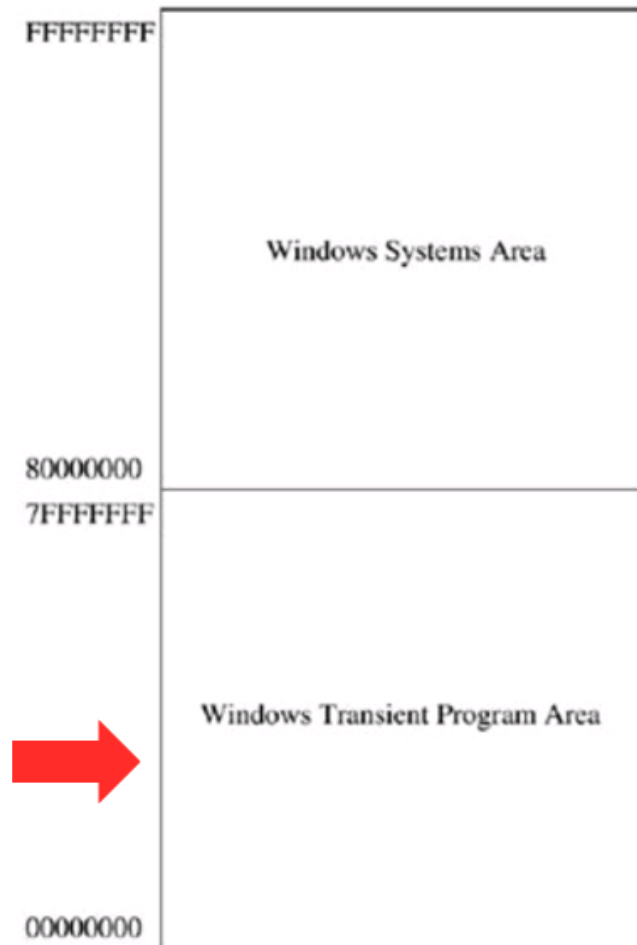 FFFFFFFF
Windows Systems Area
80000000
7FFFFFFF
Windows Transient Program Area
00000000